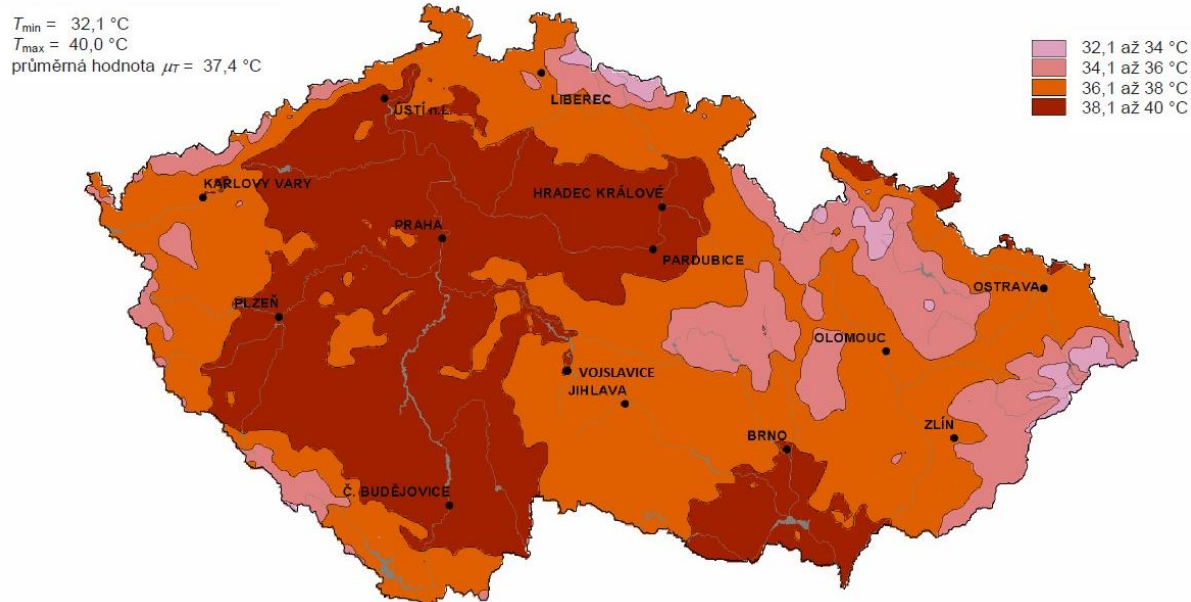 Tmin = 32,1 °C
Tmax = 40,0 °C
průměrná hodnota μT = 37,4 °C
32,1 až 34 °C
34,1 až 36 °C
36,1 až 38 °C
38,1 až 40 °C
LIBEREC
ÚSTÍ n.L.
KARLOVY VARY
HRADEC KRÁLOVÉ
PRAHA
PARDUBICE
OSTRAVA
PLZEŇ
OLOMOUC
VOJSLAVICE
JIHLAVA
ZLÍN
BRNO
Č. BUDĚJOVICE